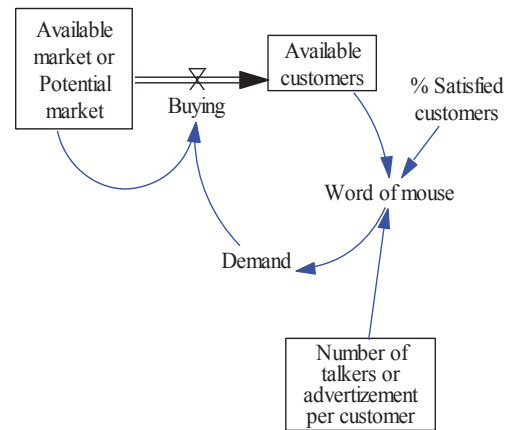 Available
market or
Potential
market
Buying
Available
customers
% Satisfied
customers
Word of mouse
Demand
Number of
talkers or
advertizement
per customer